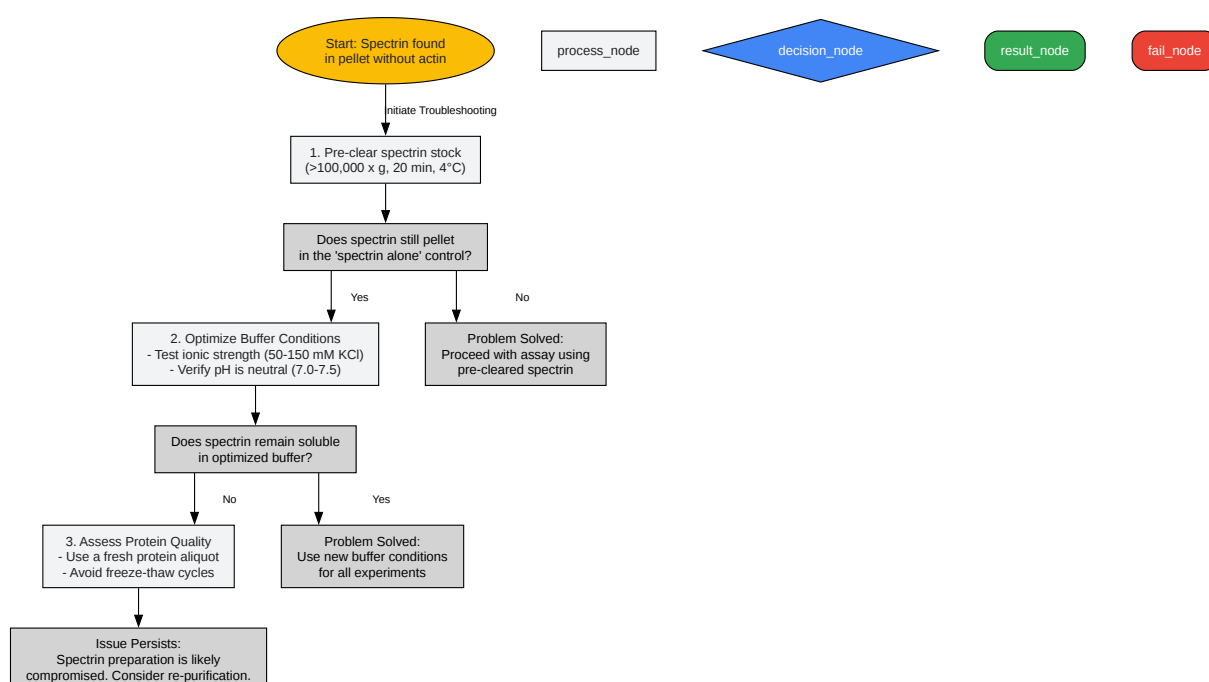 Start: Spectrin found
in pellet without actin
process_node
decision_node
result_node
fail_node
Initiate Troubleshooting
1. Pre-clear spectrin stock
(>100,000 x g, 20 min, 4°C)
Does spectrin still pellet
in the 'spectrin alone' control?
Yes
No
2. Optimize Buffer Conditions
- Test ionic strength (50-150 mM KCl)
- Verify pH is neutral (7.0-7.5)
Problem Solved:
Proceed with assay using
pre-cleared spectrin
Does spectrin remain soluble
in optimized buffer?
No
Yes
3. Assess Protein Quality
- Use a fresh protein aliquot
- Avoid freeze-thaw cycles
Problem Solved:
Use new buffer conditions
for all experiments
Issue Persists:
Spectrin preparation is likely
compromised. Consider re-purification.